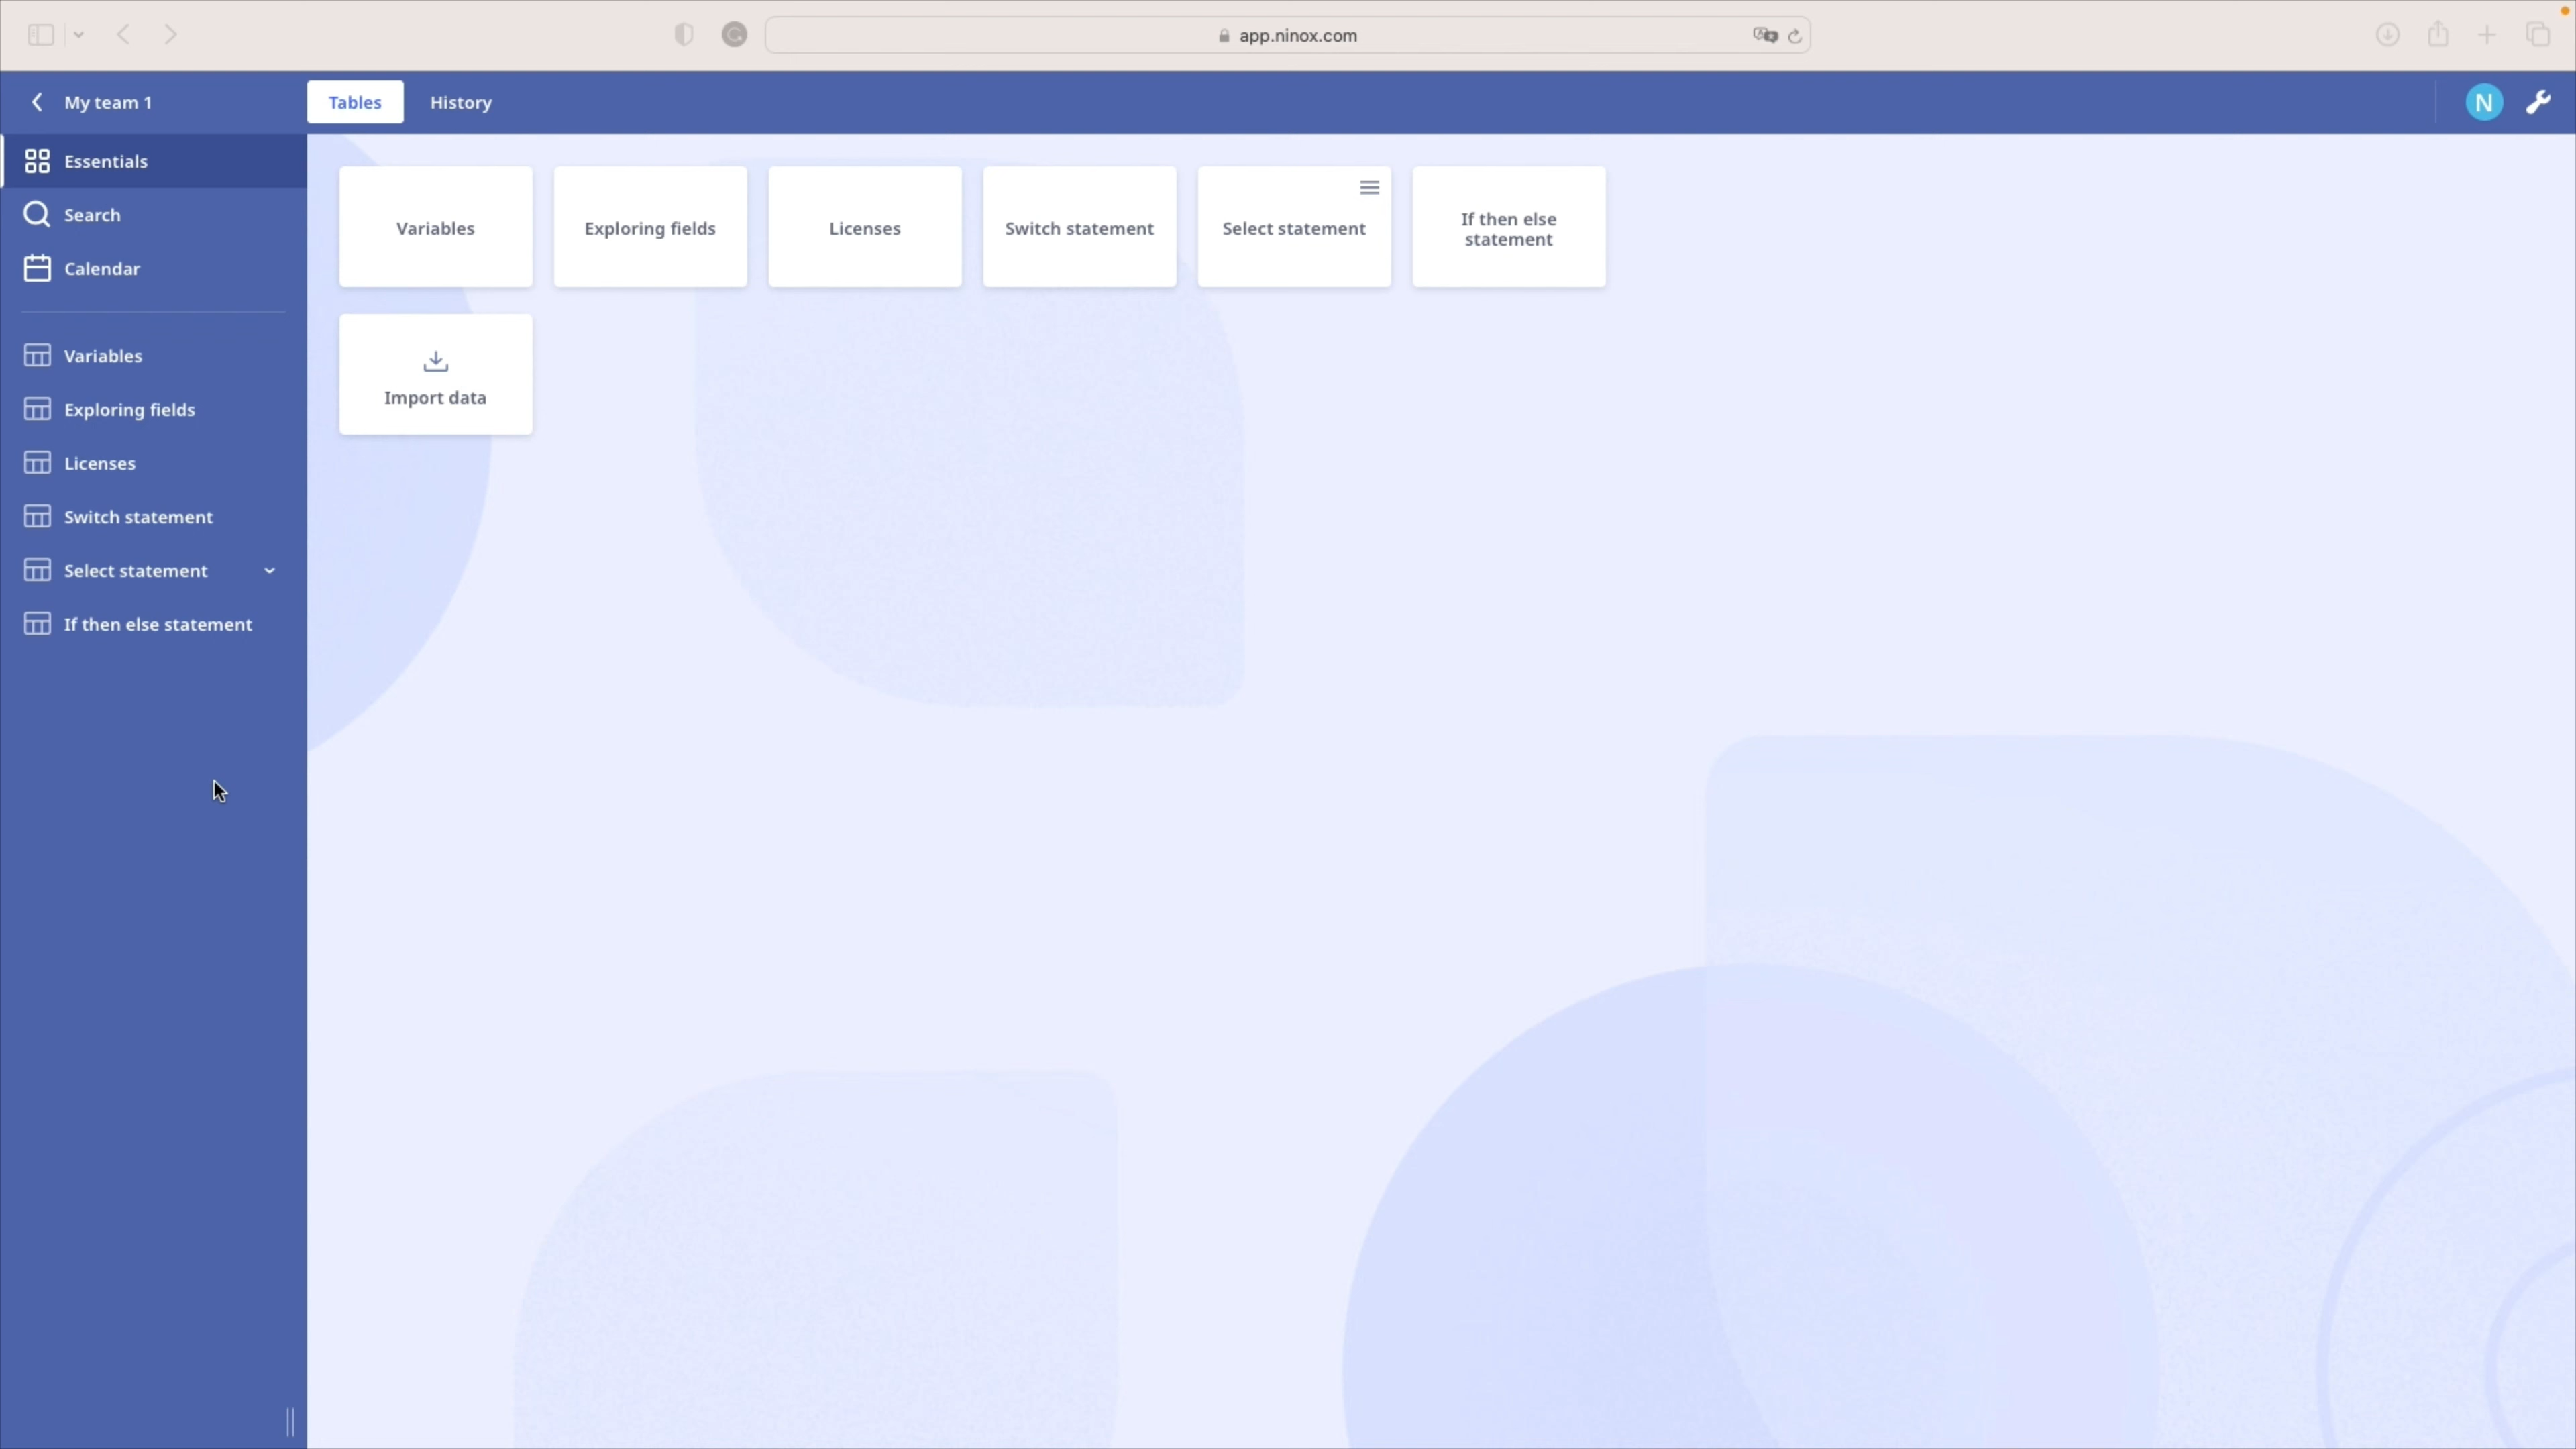 app.ninox.com
My team 1
Tables
History
N
Essentials
Search
Calendar
Variables
Exploring fields
Licenses
Switch statement
Select statement
If then else statement
Variables
Exploring fields
Licenses
Switch statement
Select statement
If then else
statement
Import data